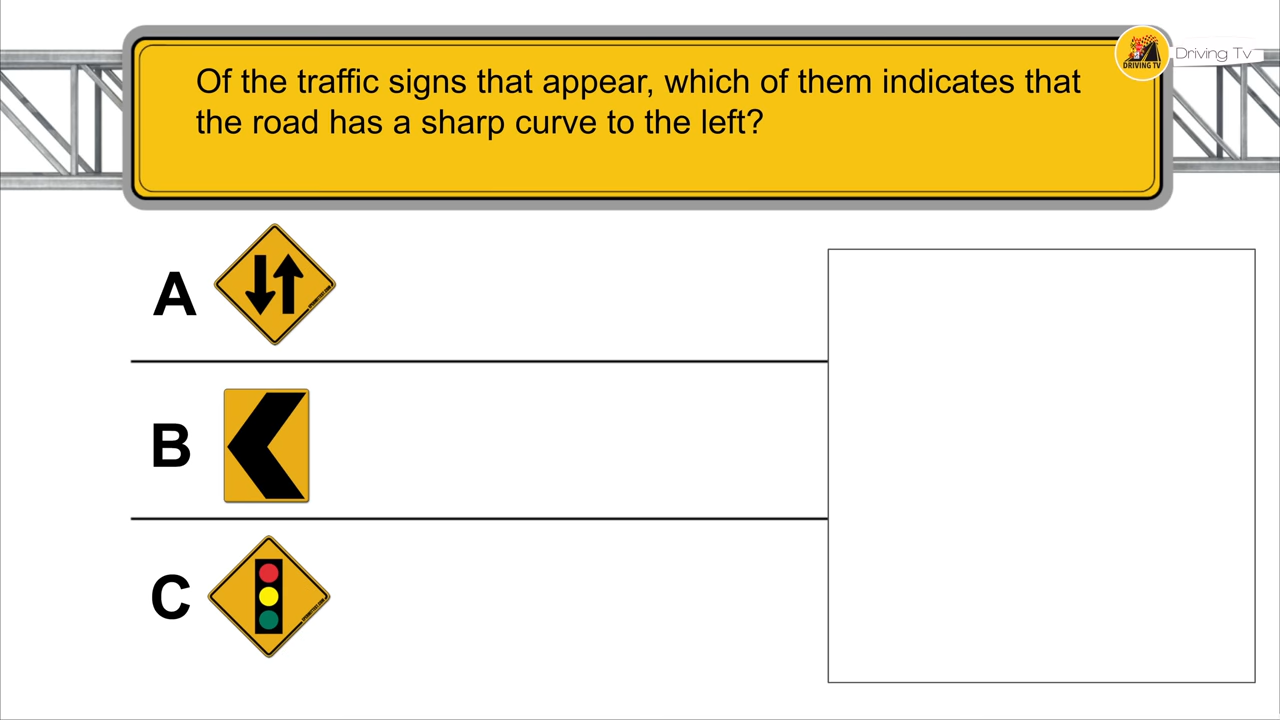 Of the traffic signs that appear, which of them indicates that
the road has a sharp curve to the left?
DRIVING TV
Driving Tv
A
B
C